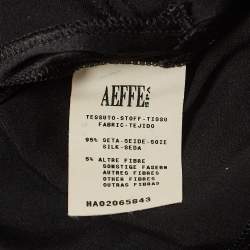 AEFFE SPA
TESSUTO-STOFF-TISSU
FABRIC-TEJIDO
95% SETA-SEIDE-SOIE
SILK-SEDA
5% ALTRE FIBRE
SONSTIGE FASERN
AUTRES FIBRES
OTHER FIBRES
OUTRAS FIBRAS
HA02065843